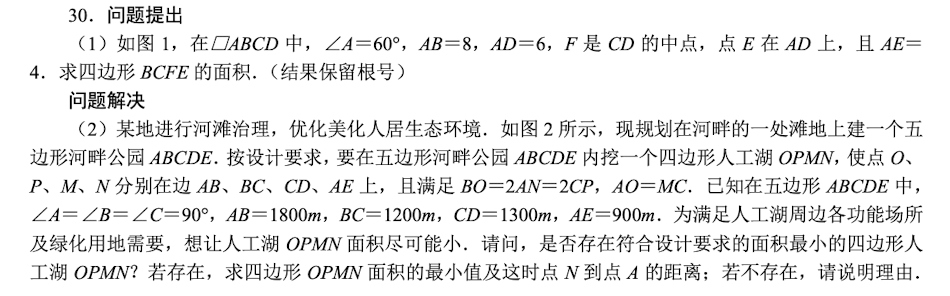 30．问题提出
（1）如图 1，在□ABCD 中，∠A＝60°，AB＝8，AD＝6，F 是 CD 的中点，点 E 在 AD 上，且 AE＝
4．求四边形 BCFE 的面积．（结果保留根号）
问题解决
（2）某地进行河滩治理，优化美化人居生态环境．如图 2 所示，现规划在河畔的一处滩地上建一个五
边形河畔公园 ABCDE．按设计要求，要在五边形河畔公园 ABCDE 内挖一个四边形人工湖 OPMN，使点 O、
P、M、N 分别在边 AB、BC、CD、AE 上，且满足 BO＝2AN＝2CP，AO＝MC．已知在五边形 ABCDE 中，
∠A＝∠B＝∠C＝90°，AB＝1800m，BC＝1200m，CD＝1300m，AE＝900m．为满足人工湖周边各功能场所
及绿化用地需要，想让人工湖 OPMN 面积尽可能小．请问，是否存在符合设计要求的面积最小的四边形人
工湖 OPMN？若存在，求四边形 OPMN 面积的最小值及这时点 N 到点 A 的距离；若不存在，请说明理由．